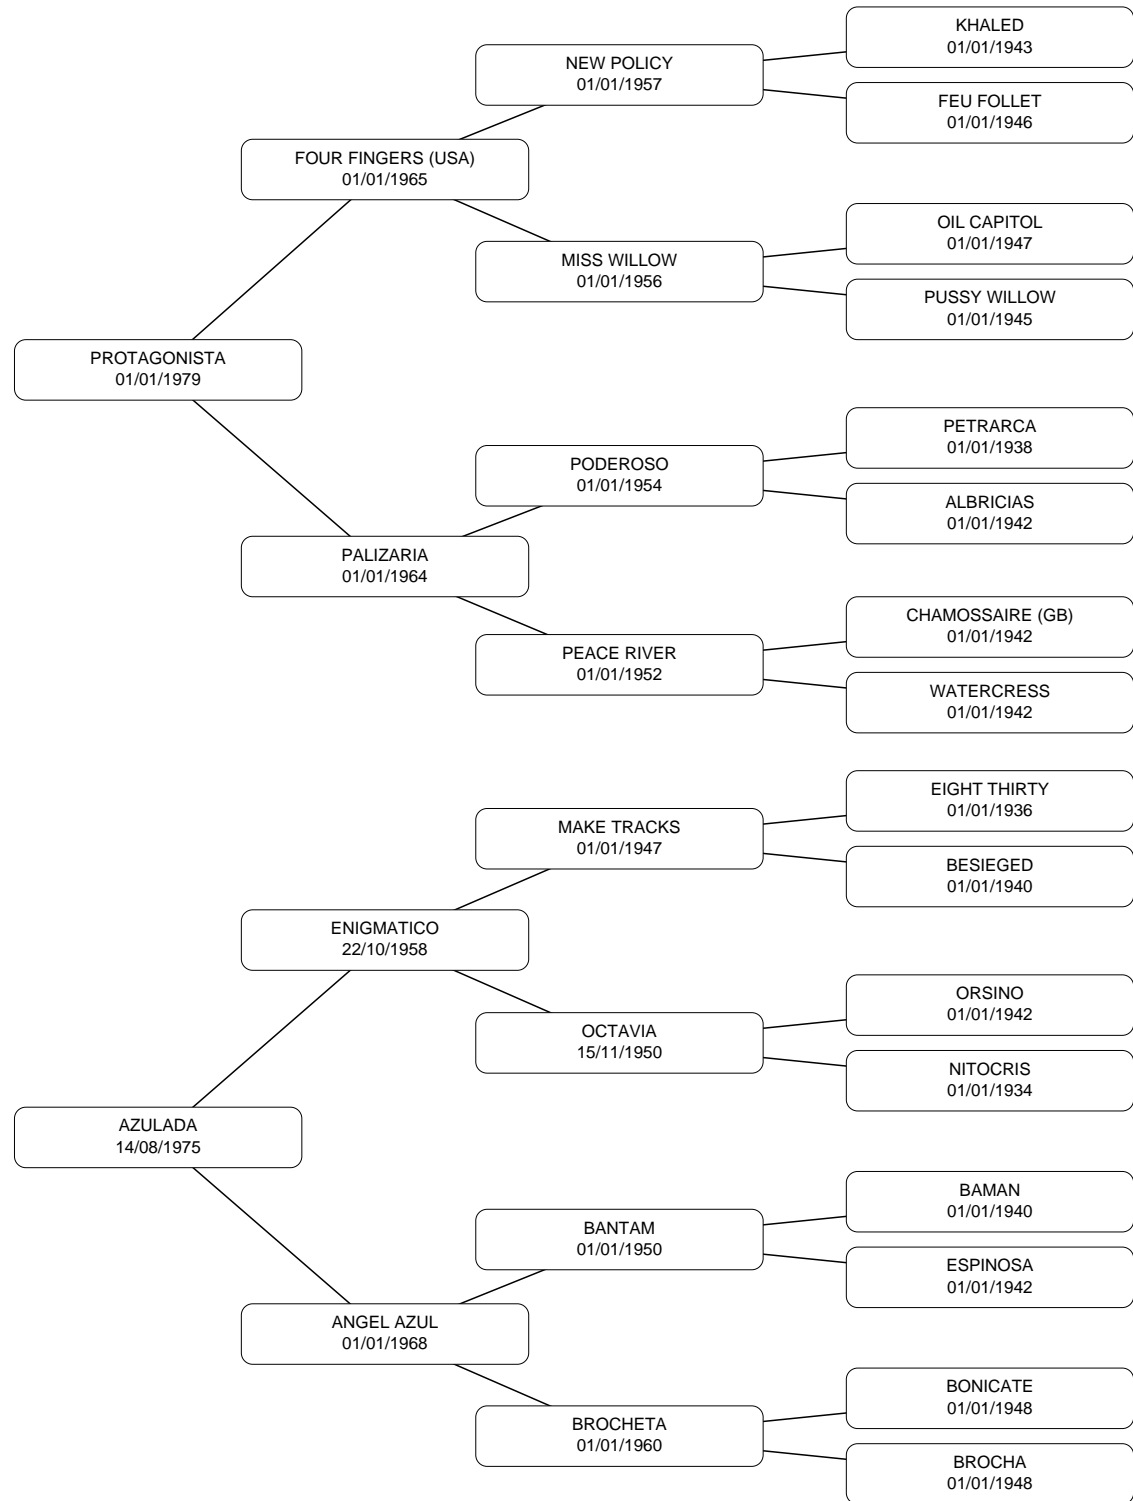 KHALED
01/01/1943
NEW POLICY
01/01/1957
FEU FOLLET
01/01/1946
FOUR FINGERS (USA)
01/01/1965
OIL CAPITOL
01/01/1947
MISS WILLOW
01/01/1956
PUSSY WILLOW
01/01/1945
PROTAGONISTA
01/01/1979
PETRARCA
01/01/1938
PODEROSO
01/01/1954
ALBRICIAS
01/01/1942
PALIZARIA
01/01/1964
CHAMOSSAIRE (GB)
01/01/1942
PEACE RIVER
01/01/1952
WATERCRESS
01/01/1942
EIGHT THIRTY
01/01/1936
MAKE TRACKS
01/01/1947
BESIEGED
01/01/1940
ENIGMATICO
22/10/1958
ORSINO
01/01/1942
OCTAVIA
15/11/1950
NITOCRIS
01/01/1934
AZULADA
14/08/1975
BAMAN
01/01/1940
BANTAM
01/01/1950
ESPINOSA
01/01/1942
ANGEL AZUL
01/01/1968
BONICATE
01/01/1948
BROCHETA
01/01/1960
BROCHA
01/01/1948